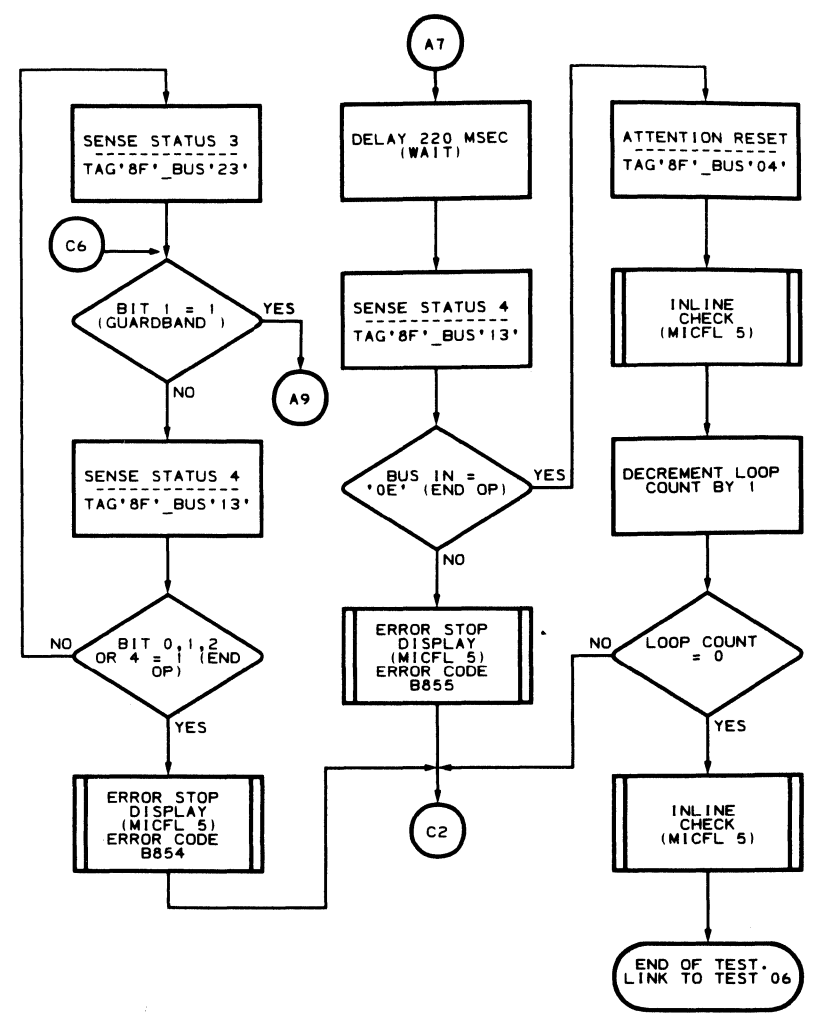 SENSE STATUS 3
TAG'8F'_BUS'23'
C6
BIT 1 = 1
(GUARDBAND )
YES
A9
NO
SENSE STATUS 4
TAG'8F'_BUS'13'
NO
BIT 0,1,2
OR 4 = 1 (END
OP)
YES
ERROR STOP
DISPLAY
(MICFL 5)
ERROR CODE
B854
A7
DELAY 220 MSEC
(WAIT)
SENSE STATUS 4
TAG'8F'_BUS'13'
BUS IN =
'0E' (END OP)
YES
NO
ERROR STOP
DISPLAY
(MICFL 5)
ERROR CODE
B855
C2
ATTENTION RESET
TAG'8F'_BUS'04'
INLINE
CHECK
(MICFL 5)
DECREMENT LOOP
COUNT BY 1
NO
LOOP COUNT
= 0
YES
INLINE
CHECK
(MICFL 5)
END OF TEST.
LINK TO TEST 06